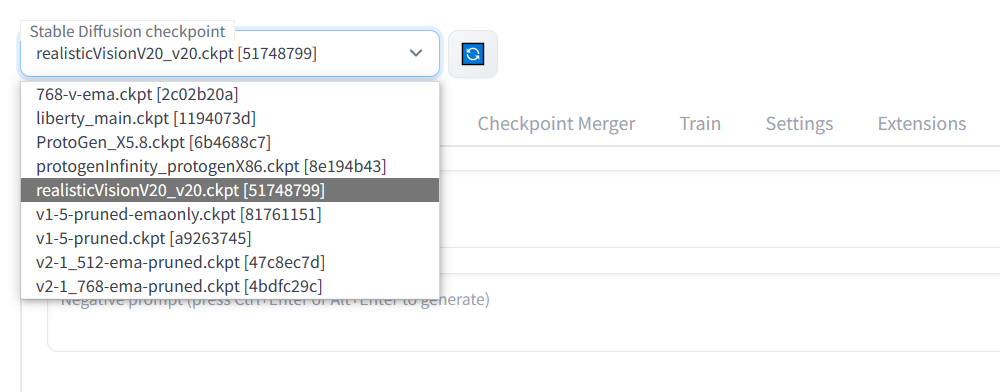 Stable Diffusion checkpoint
realisticVisionV20_v20.ckpt [51748799]
768-v-ema.ckpt [2c02b20a]
liberty_main.ckpt [1194073d]
ProtoGen_X5.8.ckpt [6b4688c7]
protogenInfinity_protogenX86.ckpt [8e194b43]
realisticVisionV20_v20.ckpt [51748799]
v1-5-pruned-emaonly.ckpt [81761151]
v1-5-pruned.ckpt [a9263745]
v2-1_512-ema-pruned.ckpt [47c8ec7d]
v2-1_768-ema-pruned.ckpt [4bdfc29c]
Checkpoint Merger Train Settings Extensions
Negative prompt (press Ctrl+Enter or Alt+Enter to generate)